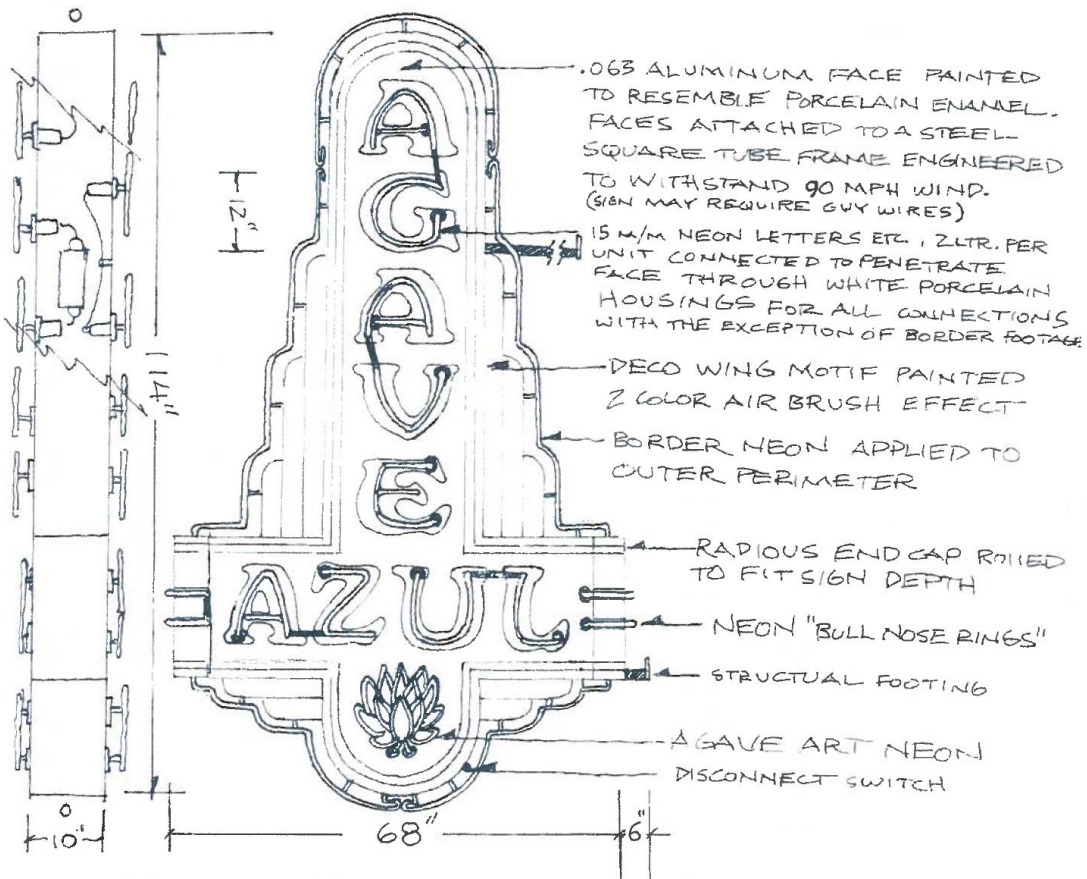 .063 ALUMINUM FACE PAINTED
TO RESEMBLE PORCELAIN ENAMEL.
FACES ATTACHED TO A STEEL
SQUARE TUBE FRAME ENGINEERED
TO WITHSTAND 90 MPH WIND.
(SIGN MAY REQUIRE GUY WIRES)
15 M/M NEON LETTERS ETC., 2 LTR. PER
UNIT CONNECTED TO PENETRATE
FACE THROUGH WHITE PORCELAIN
HOUSINGS FOR ALL CONNECTIONS
WITH THE EXCEPTION OF BORDER FOOTAGE
DECO WING MOTIF PAINTED
2 COLOR AIR BRUSH EFFECT
BORDER NEON APPLIED TO
OUTER PERIMETER
RADIOUS END CAP ROLLED
TO FIT SIGN DEPTH
NEON "BULL NOSE RINGS"
STRUCTUAL FOOTING
AGAVE ART NEON
DISCONNECT SWITCH
A
G
A
V
E
AZUL
12"
114"
10"
68"
6"